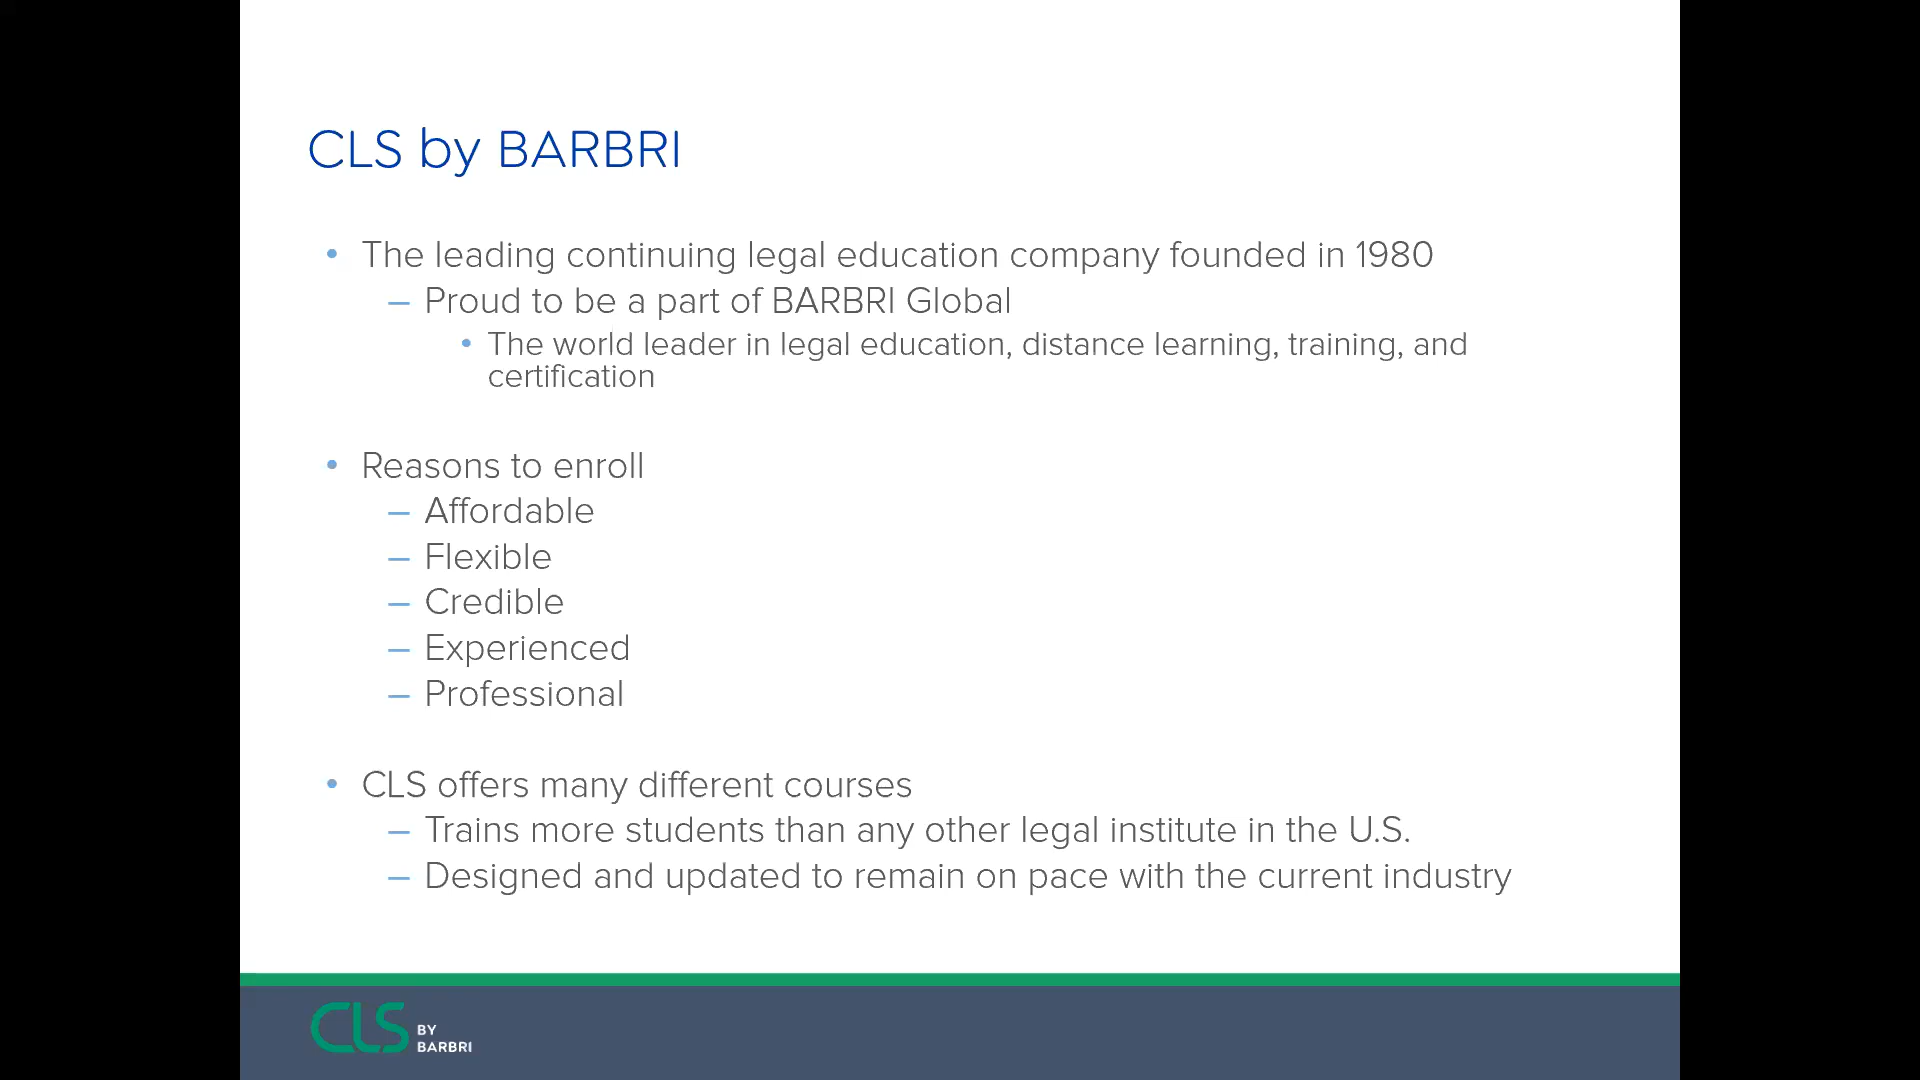 CLS by BARBRI
• The leading continuing legal education company founded in 1980
– Proud to be a part of BARBRI Global
• The world leader in legal education, distance learning, training, and
certification
• Reasons to enroll
– Affordable
– Flexible
– Credible
– Experienced
– Professional
• CLS offers many different courses
– Trains more students than any other legal institute in the U.S.
– Designed and updated to remain on pace with the current industry
CLS BY
BARBRI